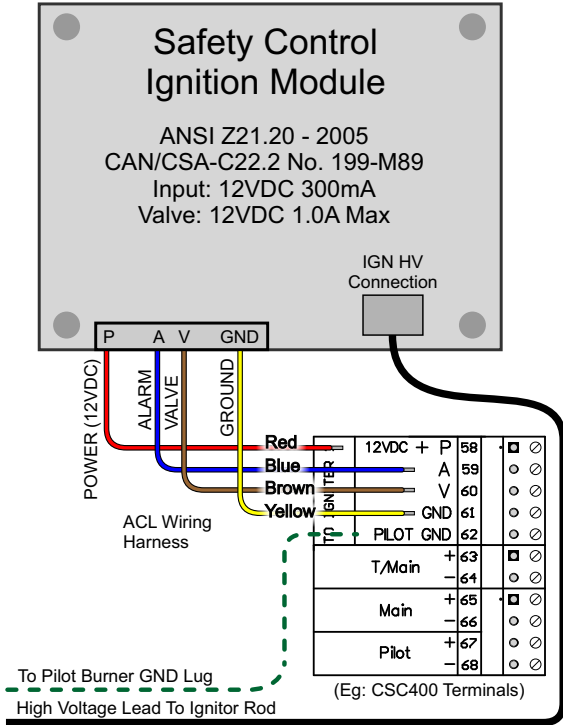 Safety Control
Ignition Module
ANSI Z21.20 - 2005
CAN/CSA-C22.2 No. 199-M89
Input: 12VDC 300mA
Valve: 12VDC 1.0A Max
IGN HV
Connection
P A V GND
POWER (12VDC)
ALARM
VALVE
GROUND
Red
Blue
Brown
Yellow
ACL Wiring
Harness
12VDC + P 58
A 59
V 60
GND 61
PILOT GND 62
T/Main
+ 63
- 64
Main
+ 65
- 66
Pilot
+ 67
- 68
(Eg: CSC400 Terminals)
To Pilot Burner GND Lug
High Voltage Lead To Ignitor Rod